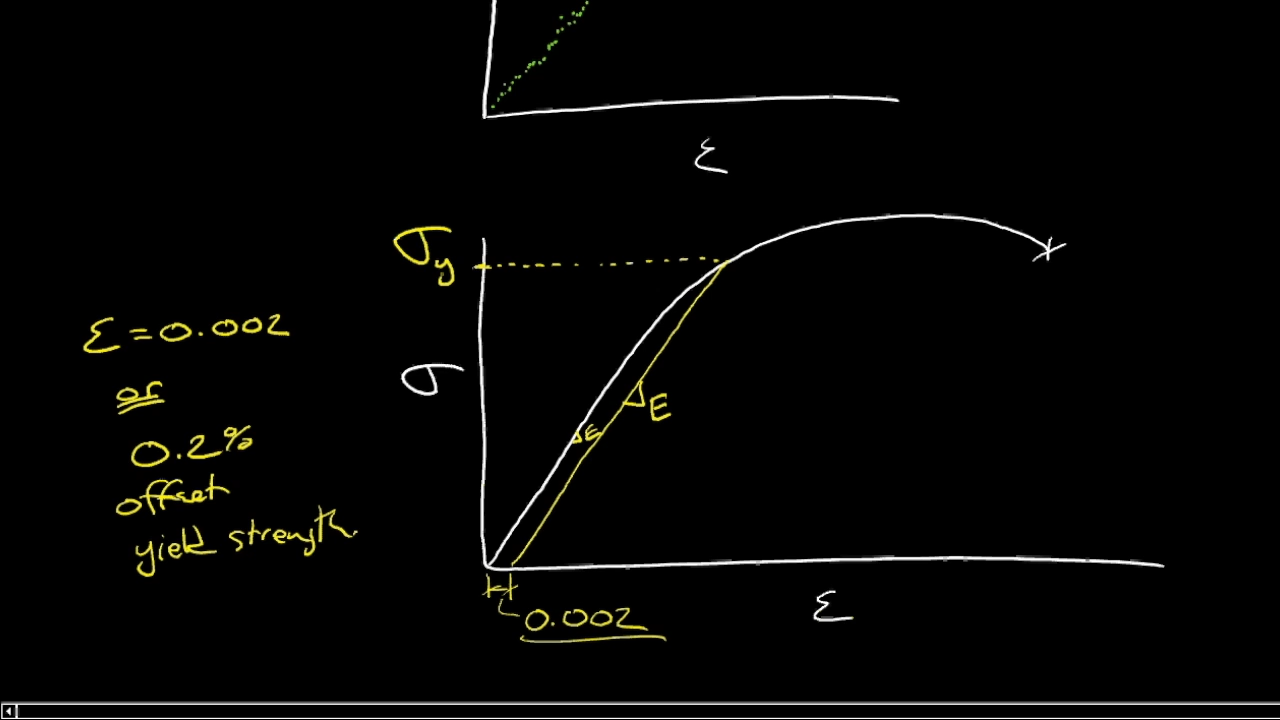 ε
σy
ε = 0.002
or
0.2%
offset
yield strength.
σ
E
E
0.002
ε